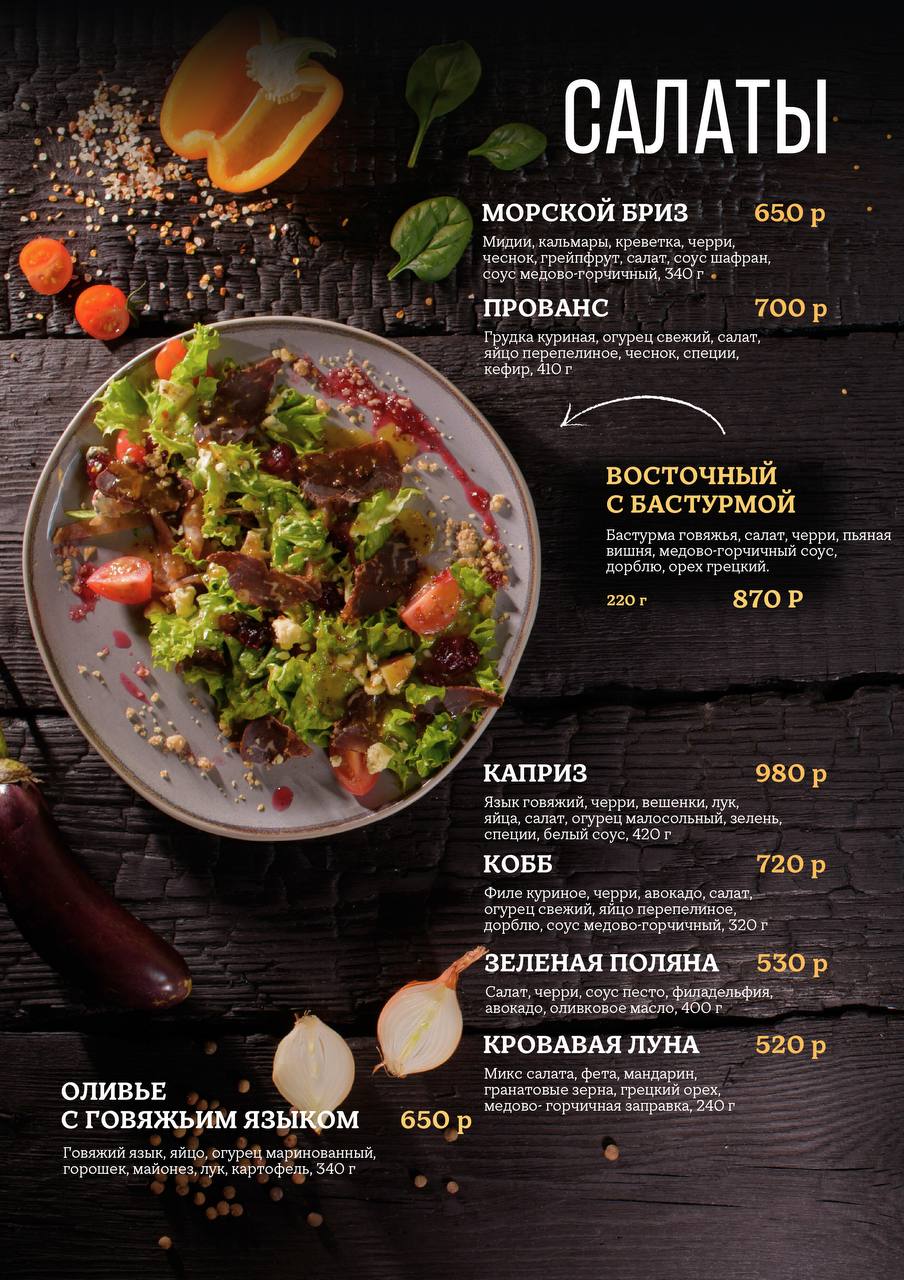 САЛАТЫ
МОРСКОЙ БРИЗ 650 р
Мидии, кальмары, креветка, черри,
чеснок, грейпфрут, салат, соус шафран,
соус медово-горчичный, 340 г
ПРОВАНС 700 р
Грудка куриная, огурец свежий, салат,
яйцо перепелиное, чеснок, специи,
кефир, 410 г
ВОСТОЧНЫЙ
С БАСТУРМОЙ
Бастурма говяжья, салат, черри, пьяная
вишня, медово-горчичный соус,
дорблю, орех грецкий.
220 г 870 Р
КАПРИЗ 980 р
Язык говяжий, черри, вешенки, лук,
яйца, салат, огурец малосольный, зелень,
специи, белый соус, 420 г
КОББ 720 р
Филе куриное, черри, авокадо, салат,
огурец свежий, яйцо перепелиное,
дорблю, соус медово-горчичный, 320 г
ЗЕЛЕНАЯ ПОЛЯНА 530 р
Салат, черри, соус песто, филадельфия,
авокадо, оливковое масло, 400 г
КРОВАВАЯ ЛУНА 520 р
Микс салата, фета, мандарин,
гранатовые зерна, грецкий орех,
медово- горчичная заправка, 240 г
ОЛИВЬЕ
С ГОВЯЖЬИМ ЯЗЫКОМ 650 р
Говяжий язык, яйцо, огурец маринованный,
горошек, майонез, лук, картофель, 340 г